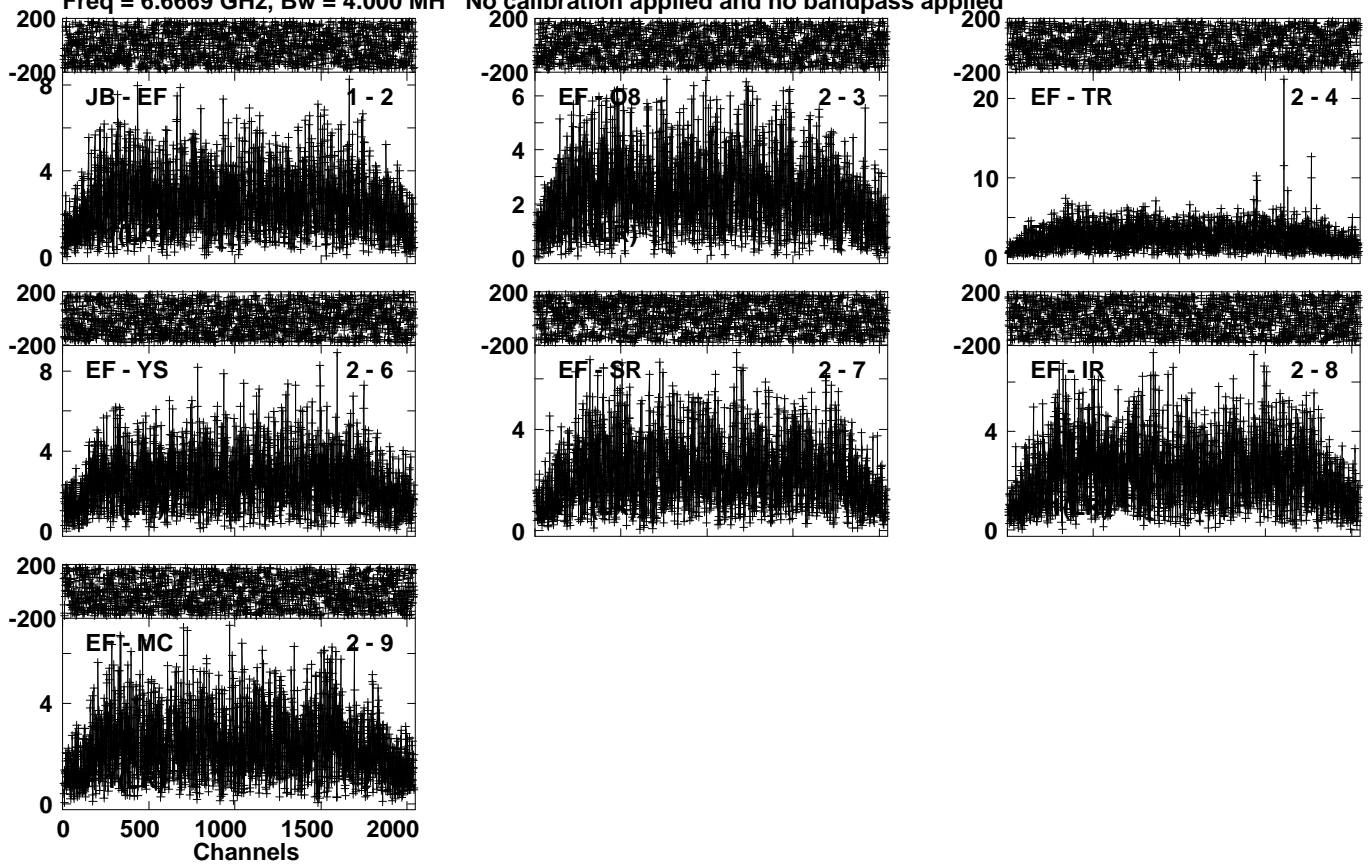 Freq = 6.6669 GHz, Bw = 4.000 MH No calibration applied and no bandpass applied
200 200 200
-200 -200 -200
8 JB - EF 1 - 2 6 EF - O8 2 - 3 20 EF - TR 2 - 4
4 4 10
2
0 0 0
200 200 200
-200 -200 -200
8 EF - YS 2 - 6 EF - SR 2 - 7 EF - IR 2 - 8
4 4 4
0 0 0
200
-200
EF - MC 2 - 9
4
0
0 500 1000 1500 2000
Channels